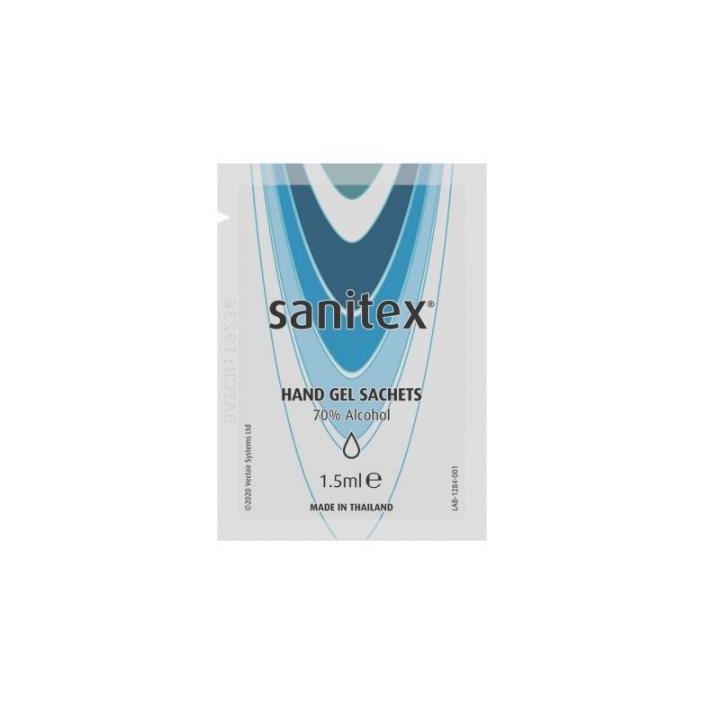 sanitex®
HAND GEL SACHETS
70% Alcohol
1.5ml ℮
MADE IN THAILAND
©2020 Vectair Systems Ltd
LAB-1284-001
BATCH:19236